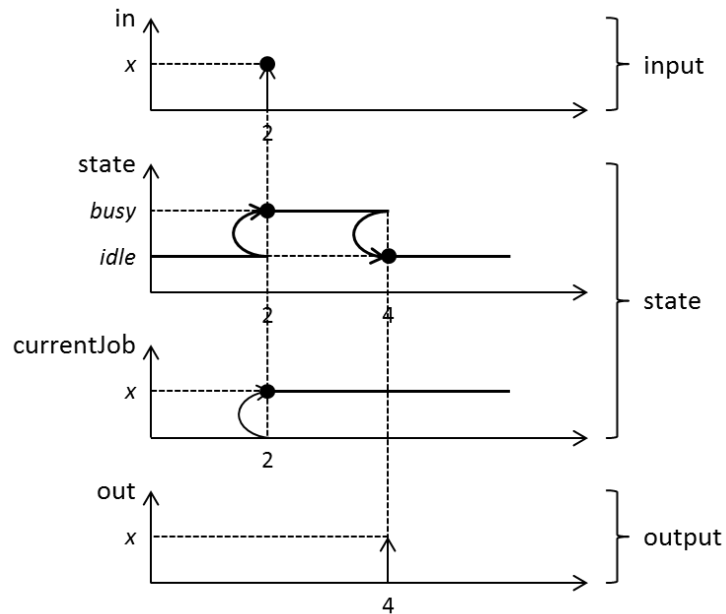 in
x
input
2
state
busy
idle
2
4
state
currentJob
x
2
out
x
output
4